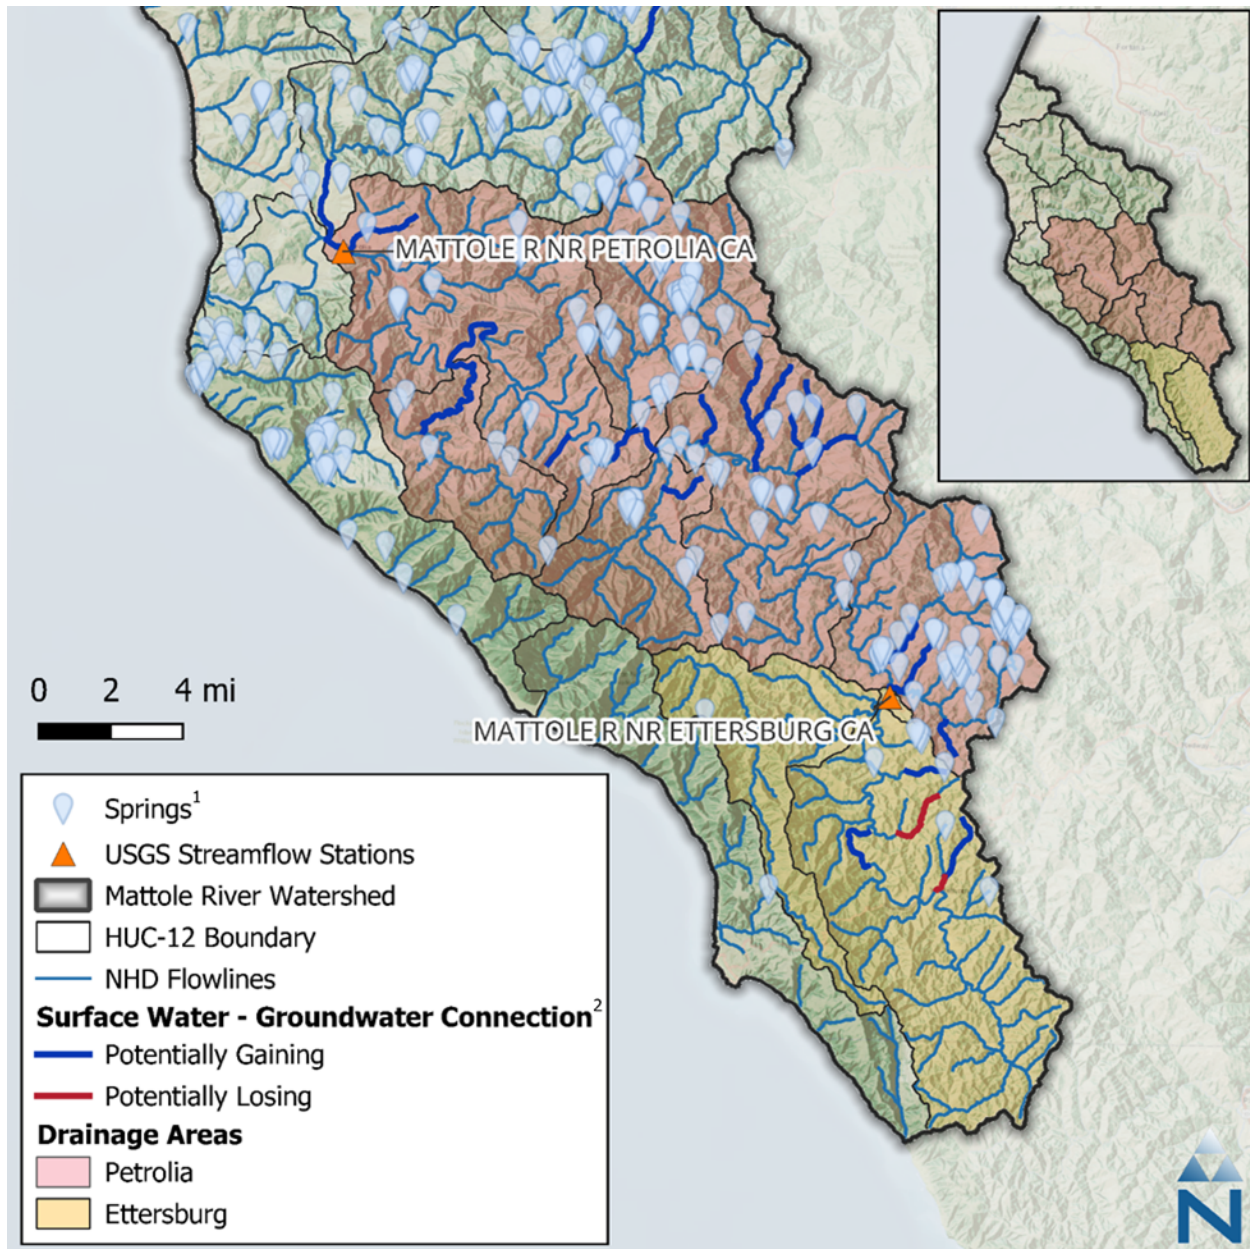 MATTOLE R NR PETROLIA CA
0 2 4 mi
MATTOLE R NR ETTERSBURG CA
Springs1
USGS Streamflow Stations
Mattole River Watershed
HUC-12 Boundary
NHD Flowlines
Surface Water - Groundwater Connection2
Potentially Gaining
Potentially Losing
Drainage Areas
Petrolia
Ettersburg
N